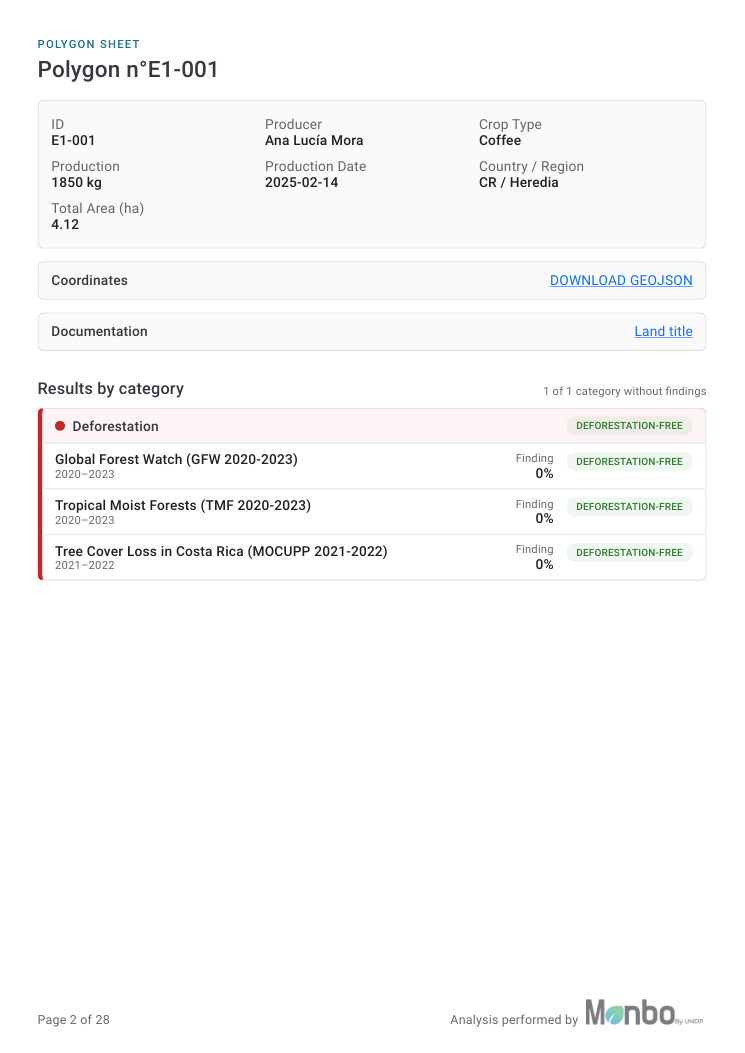 POLYGON SHEET
Polygon n°E1-001
ID
E1-001
Producer
Ana Lucía Mora
Crop Type
Coffee
Production
1850 kg
Production Date
2025-02-14
Country / Region
CR / Heredia
Total Area (ha)
4.12
Coordinates DOWNLOAD GEOJSON
Documentation Land title
Results by category 1 of 1 category without findings
Deforestation DEFORESTATION-FREE
Global Forest Watch (GFW 2020-2023)
2020–2023
Finding
0%
DEFORESTATION-FREE
Tropical Moist Forests (TMF 2020-2023)
2020–2023
Finding
0%
DEFORESTATION-FREE
Tree Cover Loss in Costa Rica (MOCUPP 2021-2022)
2021–2022
Finding
0%
DEFORESTATION-FREE
Page 2 of 28
Analysis performed by Monbo By UNDP